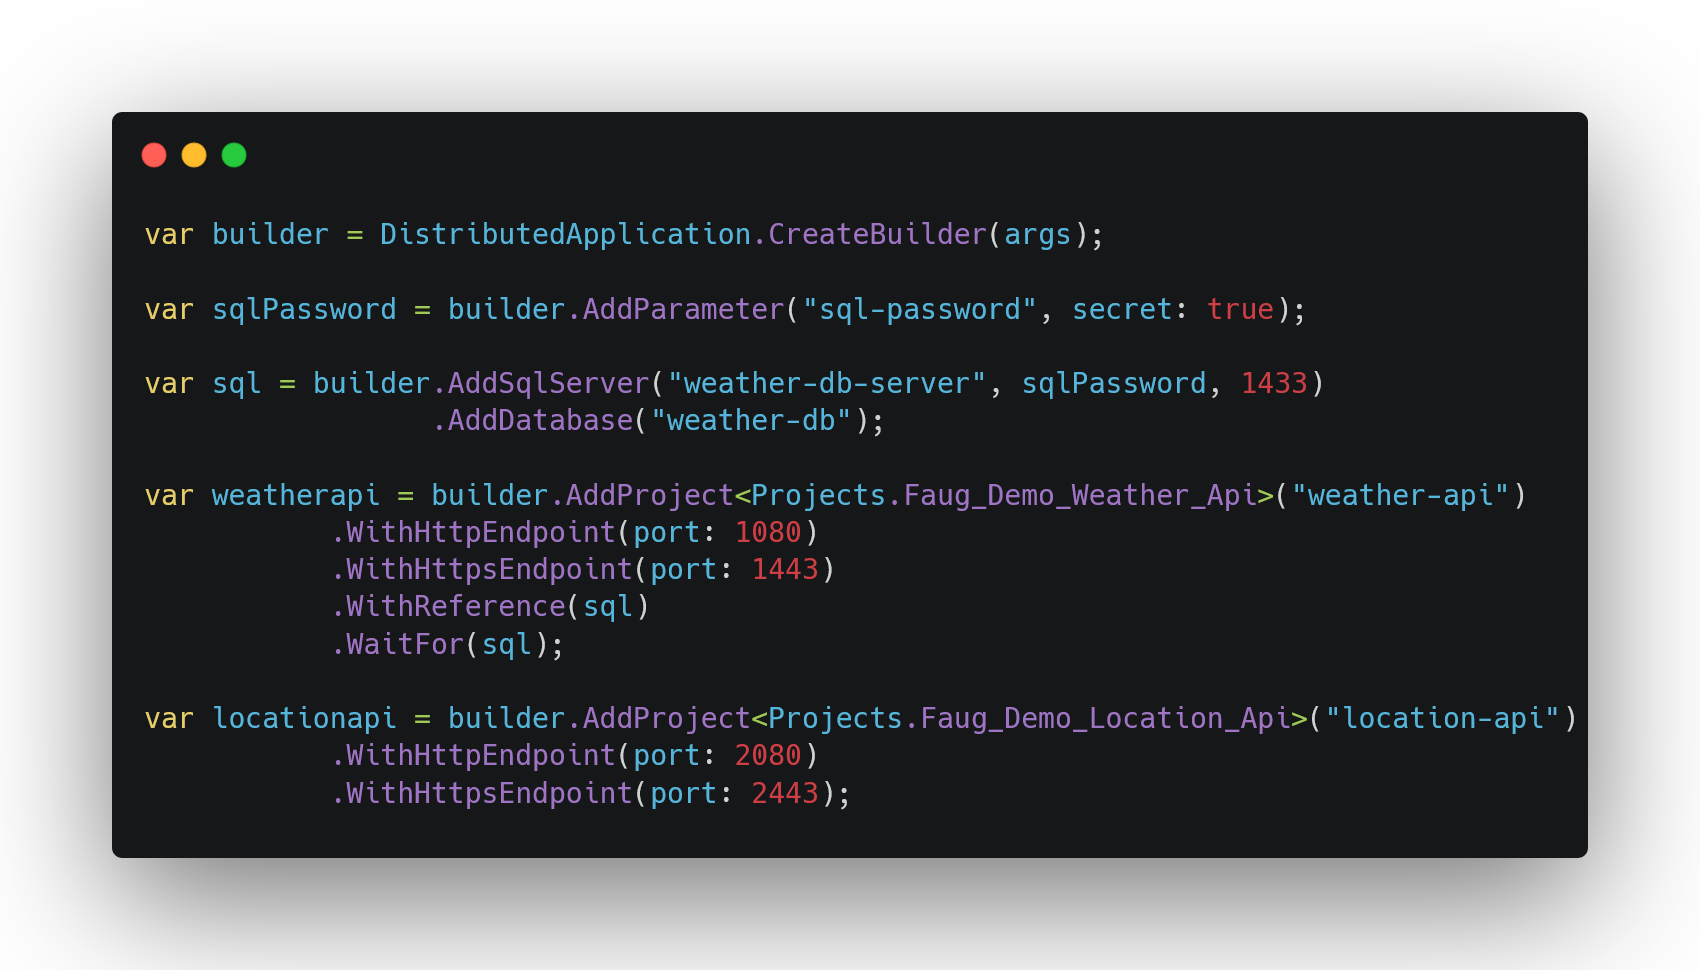 var builder = DistributedApplication.CreateBuilder(args);
var sqlPassword = builder.AddParameter("sql-password", secret: true);
var sql = builder.AddSqlServer("weather-db-server", sqlPassword, 1433)
.AddDatabase("weather-db");
var weatherapi = builder.AddProject<Projects.Faug_Demo_Weather_Api>("weather-api")
.WithHttpEndpoint(port: 1080)
.WithHttpsEndpoint(port: 1443)
.WithReference(sql)
.WaitFor(sql);
var locationapi = builder.AddProject<Projects.Faug_Demo_Location_Api>("location-api")
.WithHttpEndpoint(port: 2080)
.WithHttpsEndpoint(port: 2443);